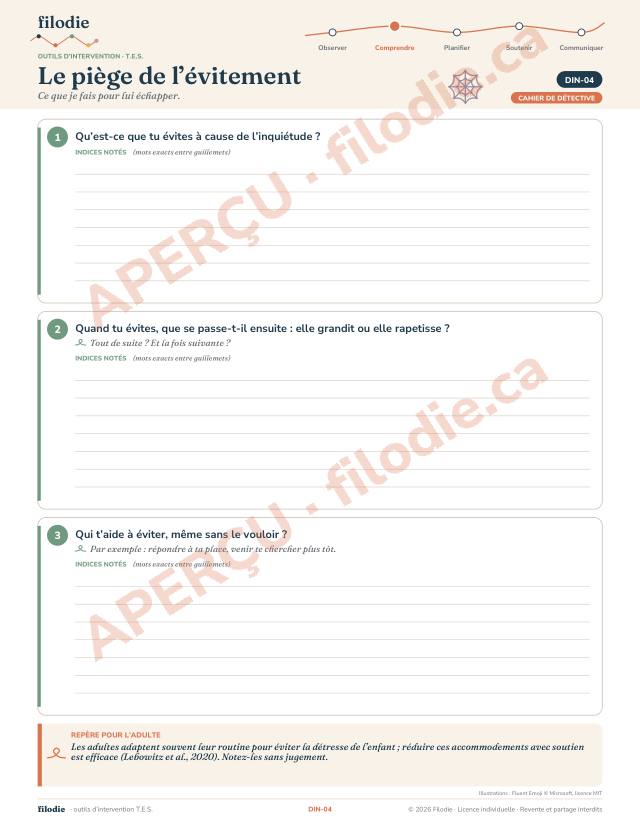 filodie
OUTILS D'INTERVENTION · T.E.S.
Observer
Comprendre
Planifier
Soutenir
Communiquer
Le piège de l’évitement
Ce que je fais pour lui échapper.
DIN-04
CAHIER DE DÉTECTIVE
1 Qu’est-ce que tu évites à cause de l’inquiétude ?
INDICES NOTÉS (mots exacts entre guillemets)
2 Quand tu évites, que se passe-t-il ensuite : elle grandit ou elle rapetisse ?
Tout de suite ? Et la fois suivante ?
INDICES NOTÉS (mots exacts entre guillemets)
3 Qui t’aide à éviter, même sans le vouloir ?
Par exemple : répondre à ta place, venir te chercher plus tôt.
INDICES NOTÉS (mots exacts entre guillemets)
APERÇU · filodie.ca
APERÇU · filodie.ca
REPÈRE POUR L’ADULTE
Les adultes adaptent souvent leur routine pour éviter la détresse de l’enfant ; réduire ces accommodements avec soutien
est efficace (Lebowitz et al., 2020). Notez-les sans jugement.
Illustrations : Fluent Emoji © Microsoft, licence MIT
filodie · outils d’intervention T.E.S.
DIN-04
© 2026 Filodie · Licence individuelle · Revente et partage interdits